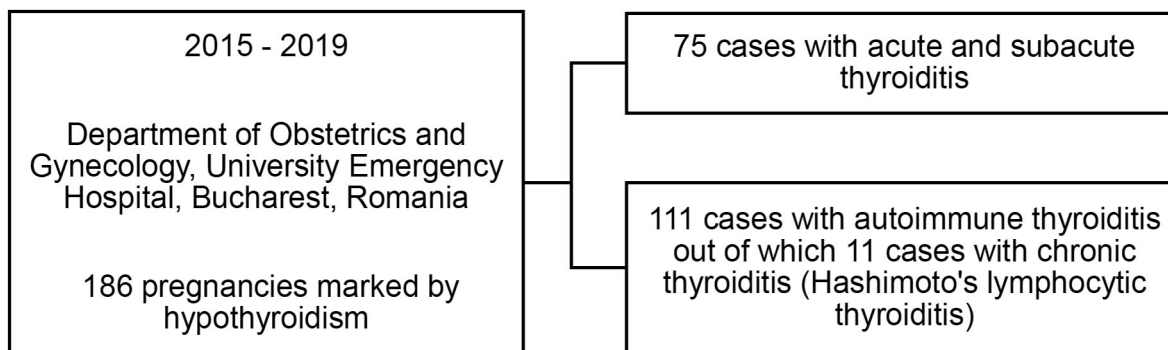 2015 - 2019
Department of Obstetrics and
Gynecology, University Emergency
Hospital, Bucharest, Romania
186 pregnancies marked by
hypothyroidism
75 cases with acute and subacute
thyroiditis
111 cases with autoimmune thyroiditis
out of which 11 cases with chronic
thyroiditis (Hashimoto's lymphocytic
thyroiditis)